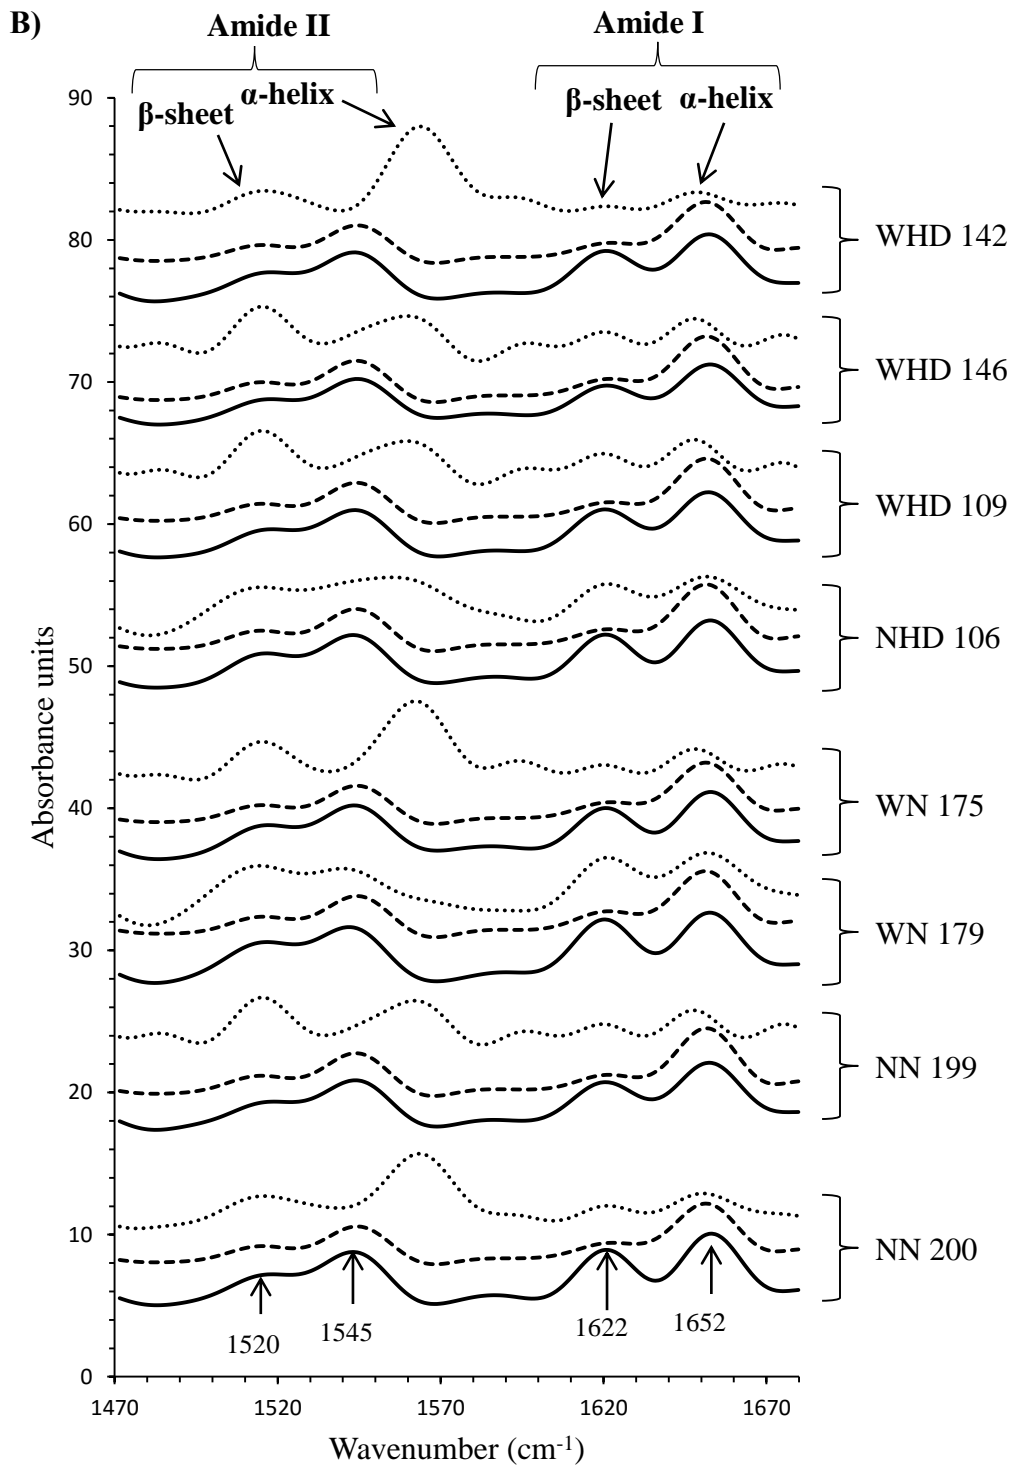 B)
Amide II
Amide I
β-sheet
α-helix
β-sheet
α-helix
90
80
70
60
50
40
30
20
10
0
Absorbance units
WHD 142
WHD 146
WHD 109
NHD 106
WN 175
WN 179
NN 199
NN 200
1520
1545
1622
1652
1470
1520
1570
1620
1670
Wavenumber (cm-1)